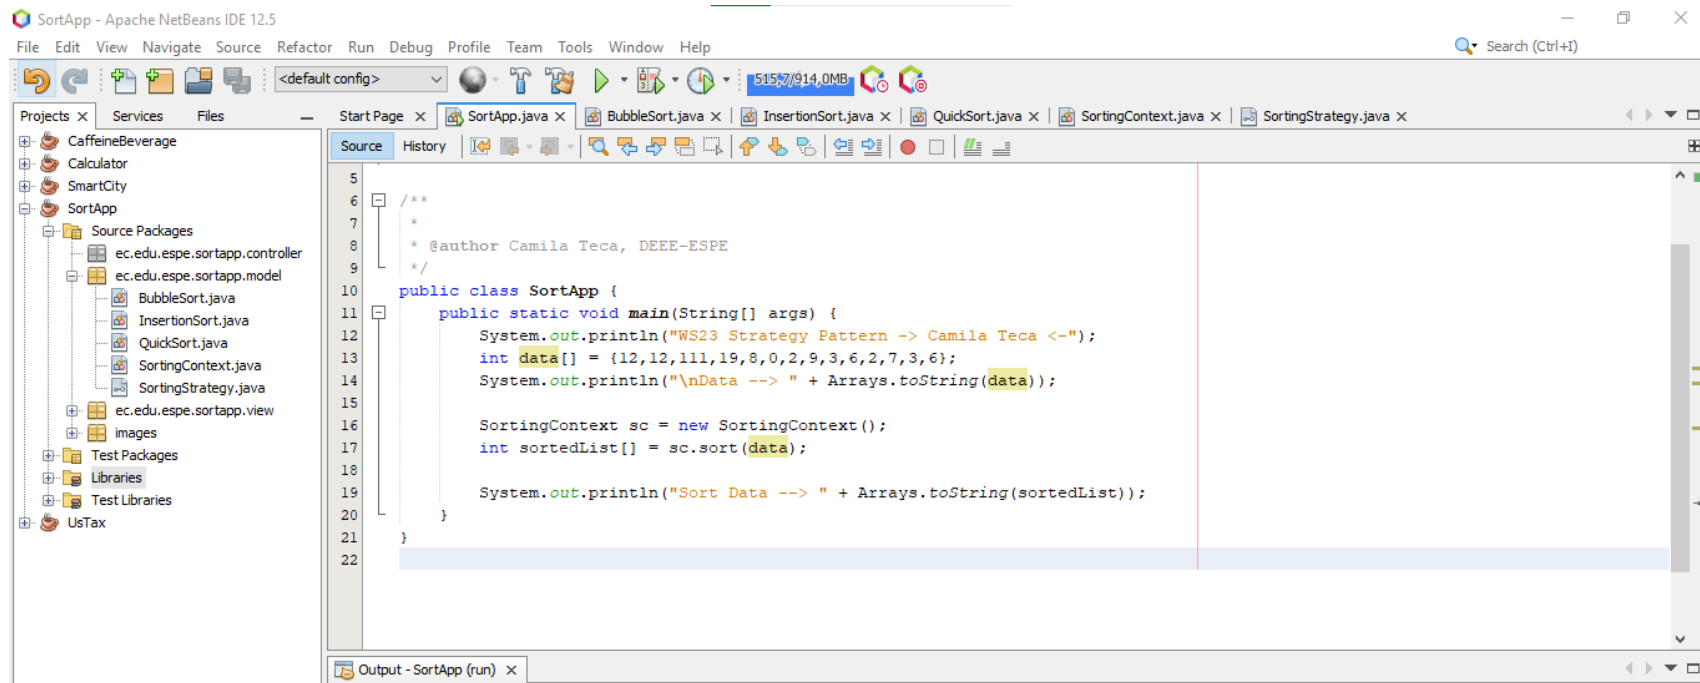 SortApp - Apache NetBeans IDE 12.5
File Edit View Navigate Source Refactor Run Debug Profile Team Tools Window Help
Search (Ctrl+I)
<default config>
515,7/914,0MB
Projects Services Files
Start Page SortApp.java BubbleSort.java InsertionSort.java QuickSort.java SortingContext.java SortingStrategy.java
CaffeineBeverage
Calculator
SmartCity
SortApp
Source Packages
ec.edu.espe.sortapp.controller
ec.edu.espe.sortapp.model
BubbleSort.java
InsertionSort.java
QuickSort.java
SortingContext.java
SortingStrategy.java
ec.edu.espe.sortapp.view
images
Test Packages
Libraries
Test Libraries
UsTax
Source History
5
6 /**
7 *
8 * @author Camila Teca, DEEE-ESPE
9 */
10 public class SortApp {
11 public static void main(String[] args) {
12 System.out.println("WS23 Strategy Pattern -> Camila Teca <-");
13 int data[] = {12,12,111,19,8,0,2,9,3,6,2,7,3,6};
14 System.out.println("\nData --> " + Arrays.toString(data));
15
16 SortingContext sc = new SortingContext();
17 int sortedList[] = sc.sort(data);
18
19 System.out.println("Sort Data --> " + Arrays.toString(sortedList));
20 }
21 }
22
Output - SortApp (run)